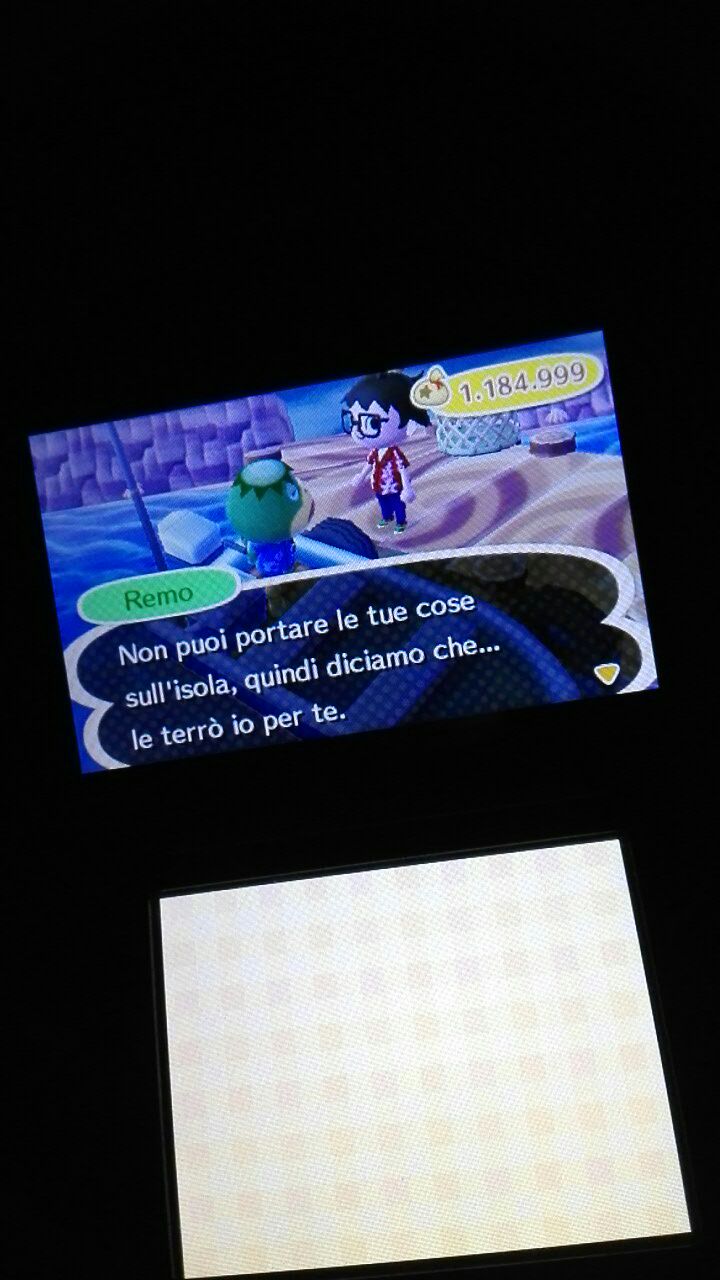 1.184.999
Remo
Non puoi portare le tue cose
sull'isola, quindi diciamo che...
le terrò io per te.